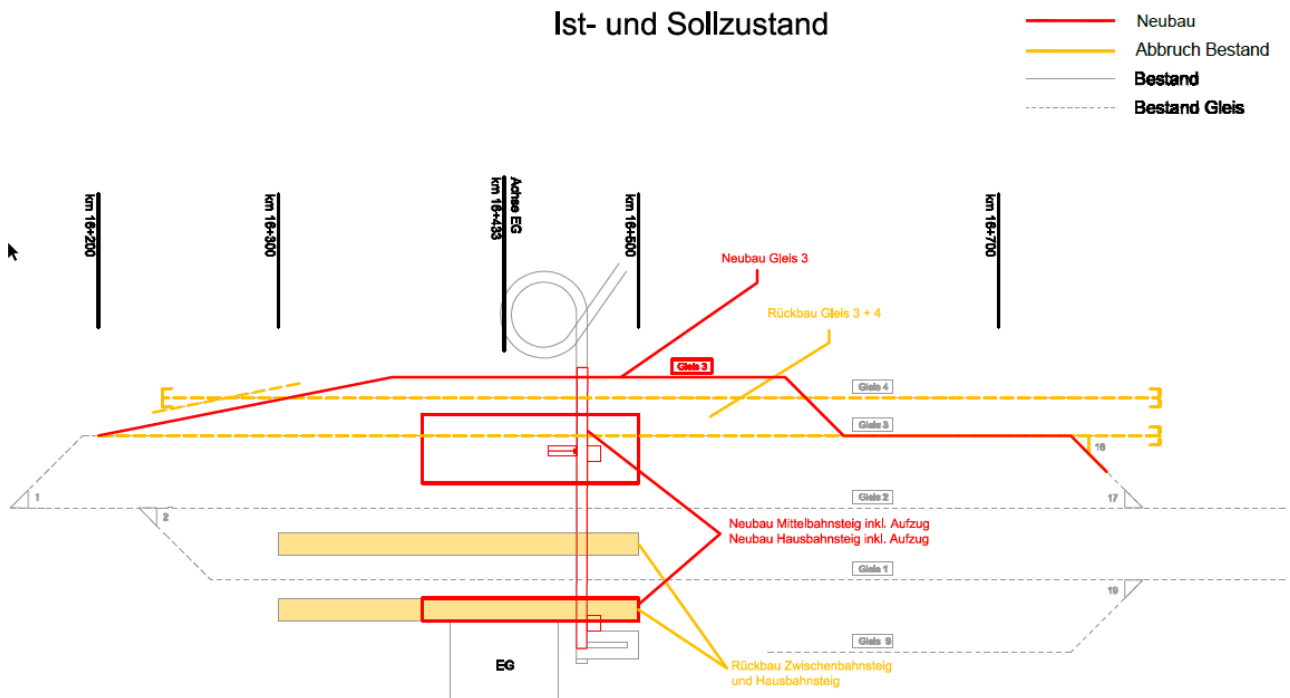 Ist- und Sollzustand
Neubau
Abbruch Bestand
Bestand
Bestand Gleis
km 16+200
km 16+300
Achse EG
km 16+433
km 16+500
km 16+700
Neubau Gleis 3
Rückbau Gleis 3 + 4
Gleis 3
Gleis 4
Gleis 3
16
1
Gleis 2
17
2
Neubau Mittelbahnsteig inkl. Aufzug
Neubau Hausbahnsteig inkl. Aufzug
Gleis 1
19
Gleis 9
EG
Rückbau Zwischenbahnsteig
und Hausbahnsteig